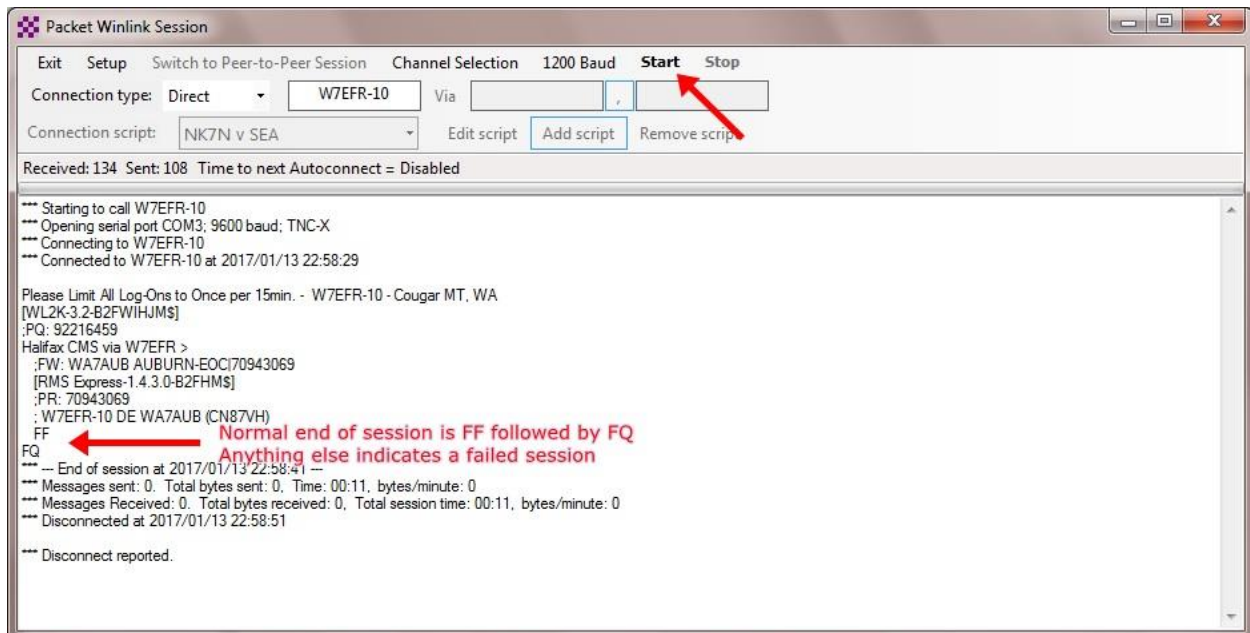 Packet Winlink Session
Exit Setup Switch to Peer-to-Peer Session Channel Selection 1200 Baud Start Stop
Connection type: Direct W7EFR-10 Via ,
Connection script: NK7N v SEA Edit script Add script Remove script
Received: 134 Sent: 108 Time to next Autoconnect = Disabled
*** Starting to call W7EFR-10
*** Opening serial port COM3; 9600 baud; TNC-X
*** Connecting to W7EFR-10
*** Connected to W7EFR-10 at 2017/01/13 22:58:29
Please Limit All Log-Ons to Once per 15min. - W7EFR-10 - Cougar MT, WA
[WL2K-3.2-B2FWIHJM$]
;PQ: 92216459
Halifax CMS via W7EFR >
;FW: WA7AUB AUBURN-EOC|70943069
[RMS Express-1.4.3.0-B2FHM$]
;PR: 70943069
; W7EFR-10 DE WA7AUB (CN87VH)
FF
Normal end of session is FF followed by FQ
FQ
Anything else indicates a failed session
*** --- End of session at 2017/01/13 22:58:41 ---
*** Messages sent: 0. Total bytes sent: 0, Time: 00:11, bytes/minute: 0
*** Messages Received: 0. Total bytes received: 0, Total session time: 00:11, bytes/minute: 0
*** Disconnected at 2017/01/13 22:58:51
*** Disconnect reported.